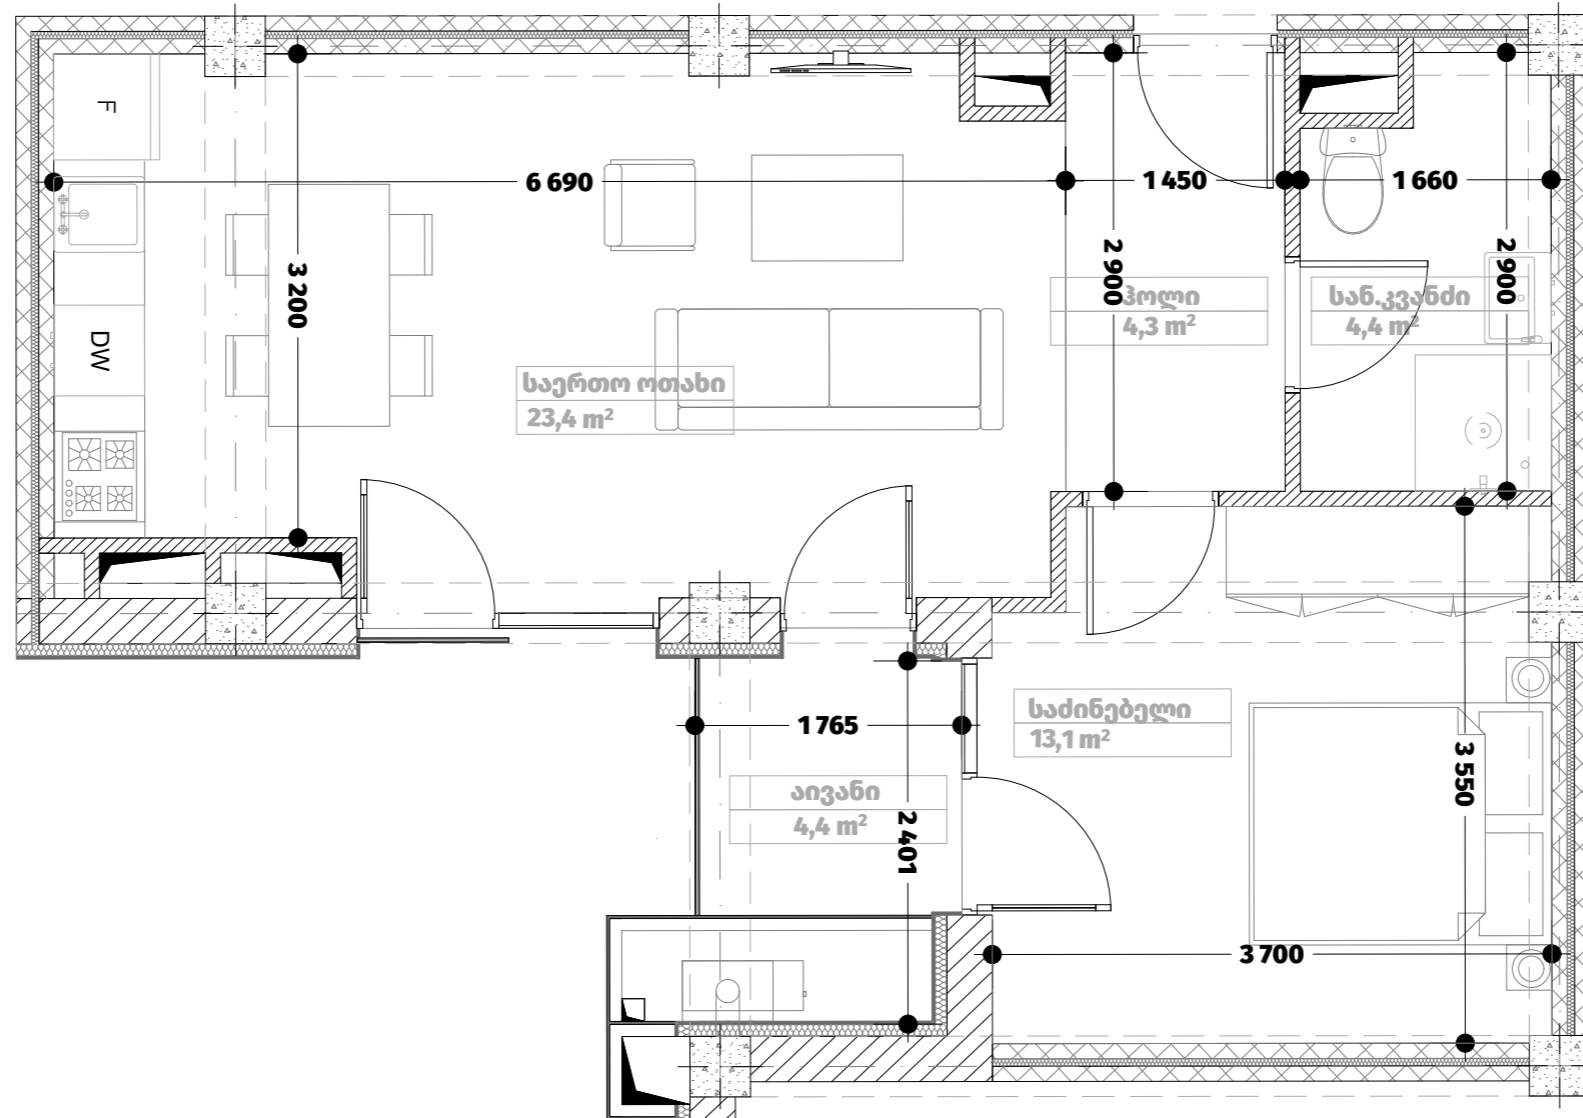 F
6 690
1 450
1 660
3 200
2 900
2 900
ჰოლი
4,3 m²
სან.კვანძი
4,4 m²
DW
საერთო ოთახი
23,4 m²
საძინებელი
13,1 m²
1 765
3 550
აივანი
4,4 m²
2 401
3 700